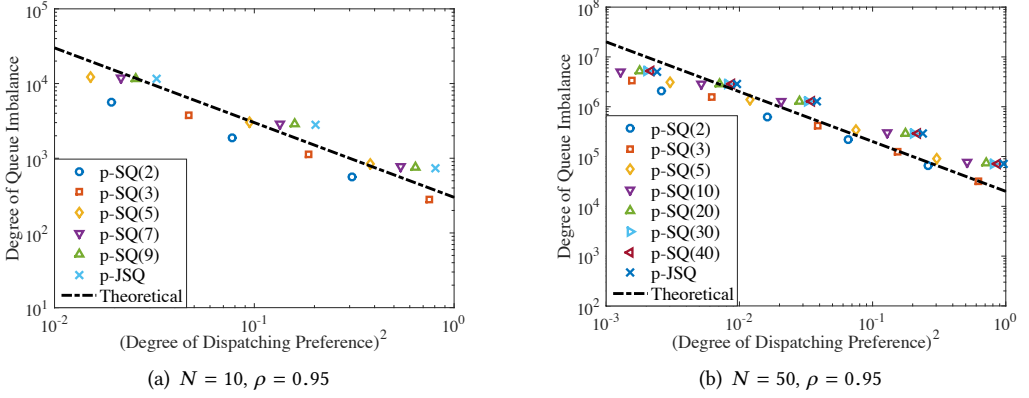 10^5
10^4
10^3
10^2
10^1
Degree of Queue Imbalance
p-SQ(2)
p-SQ(3)
p-SQ(5)
p-SQ(7)
p-SQ(9)
p-JSQ
Theoretical
10^-2
10^-1
10^0
(Degree of Dispatching Preference)^2
(a) N = 10, ρ = 0.95
10^8
10^7
10^6
10^5
10^4
10^3
10^2
Degree of Queue Imbalance
p-SQ(2)
p-SQ(3)
p-SQ(5)
p-SQ(10)
p-SQ(20)
p-SQ(30)
p-SQ(40)
p-JSQ
Theoretical
10^-3
10^-2
10^-1
10^0
(Degree of Dispatching Preference)^2
(b) N = 50, ρ = 0.95